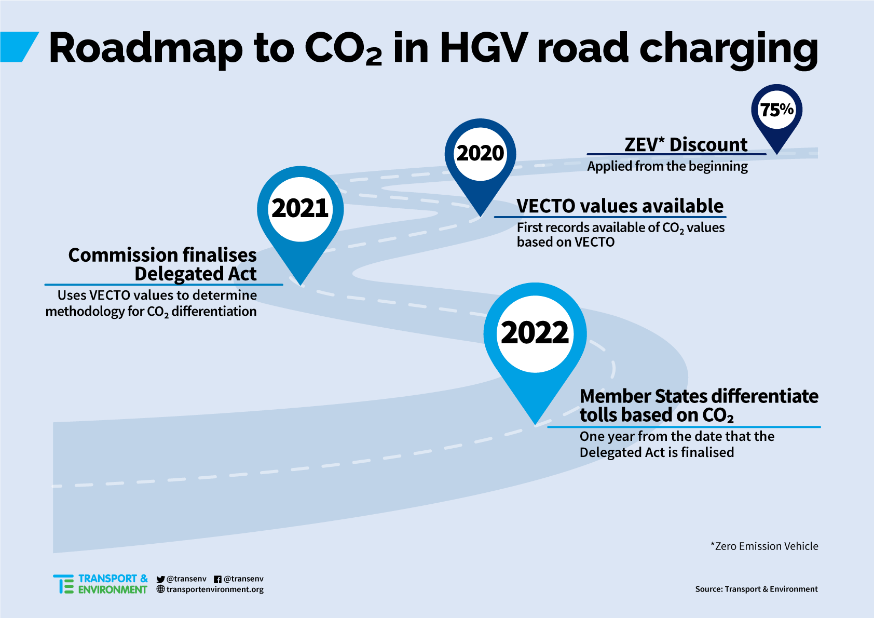 Roadmap to CO₂ in HGV road charging
75%
ZEV* Discount
Applied from the beginning
2020
VECTO values available
First records available of CO₂ values
based on VECTO
2021
Commission finalises
Delegated Act
Uses VECTO values to determine
methodology for CO₂ differentiation
2022
Member States differentiate
tolls based on CO₂
One year from the date that the
Delegated Act is finalised
*Zero Emission Vehicle
TE TRANSPORT &
ENVIRONMENT
@transenv @transenv
transportenvironment.org
Source: Transport & Environment